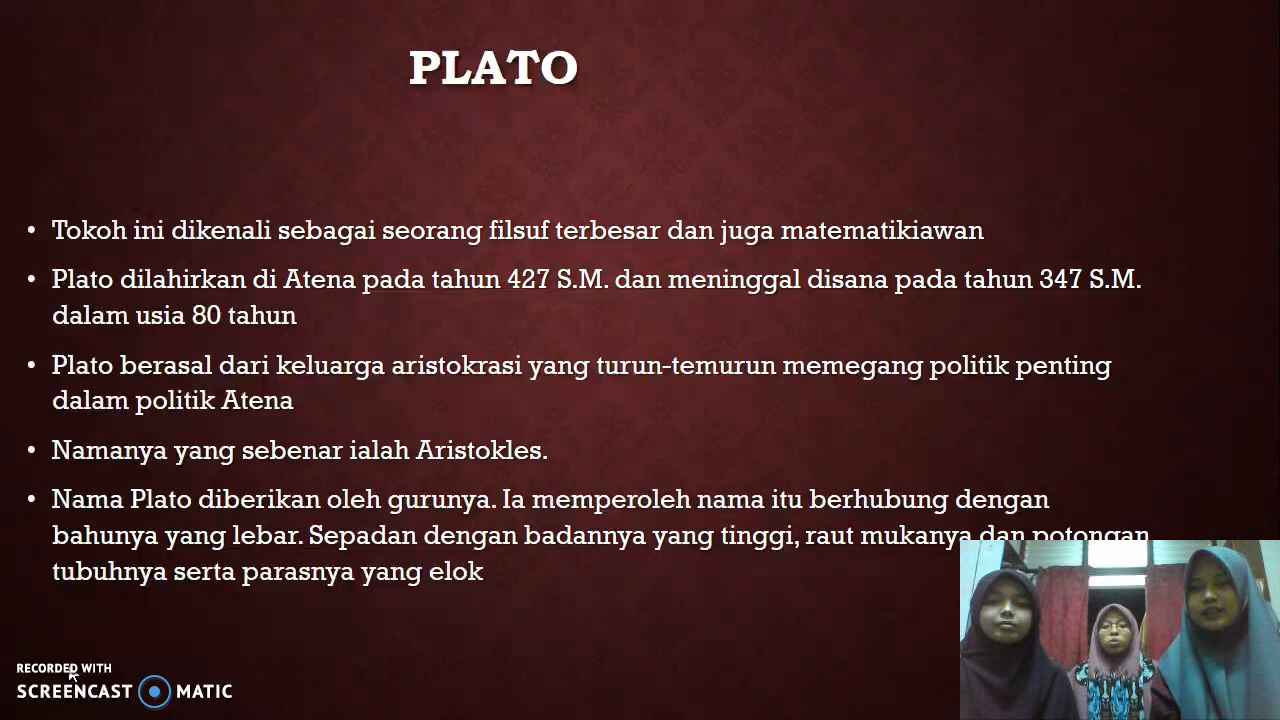 PLATO
• Tokoh ini dikenali sebagai seorang filsuf terbesar dan juga matematikiawan
• Plato dilahirkan di Atena pada tahun 427 S.M. dan meninggal disana pada tahun 347 S.M.
dalam usia 80 tahun
• Plato berasal dari keluarga aristokrasi yang turun-temurun memegang politik penting
dalam politik Atena
• Namanya yang sebenar ialah Aristokles.
• Nama Plato diberikan oleh gurunya. Ia memperoleh nama itu berhubung dengan
bahunya yang lebar. Sepadan dengan badannya yang tinggi, raut mukanya dan potongan
tubuhnya serta parasnya yang elok
RECORDED WITH
SCREENCAST MATIC